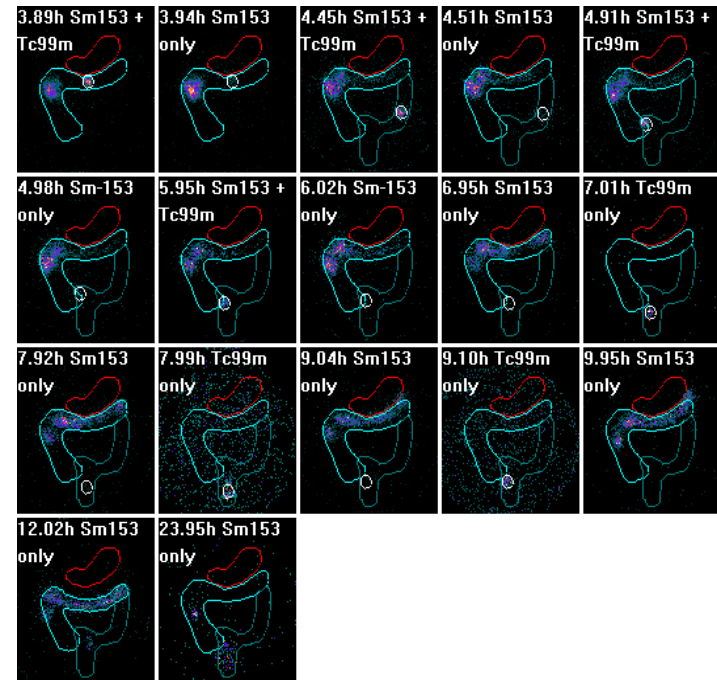 3.89h Sm153 +
Tc99m
3.94h Sm153
only
4.45h Sm153 +
Tc99m
4.51h Sm153
only
4.91h Sm153 +
Tc99m
4.98h Sm-153
only
5.95h Sm153 +
Tc99m
6.02h Sm-153
only
6.95h Sm153
only
7.01h Tc99m
only
7.92h Sm153
only
7.99h Tc99m
only
9.04h Sm153
only
9.10h Tc99m
only
9.95h Sm153
only
12.02h Sm153
only
23.95h Sm153
only